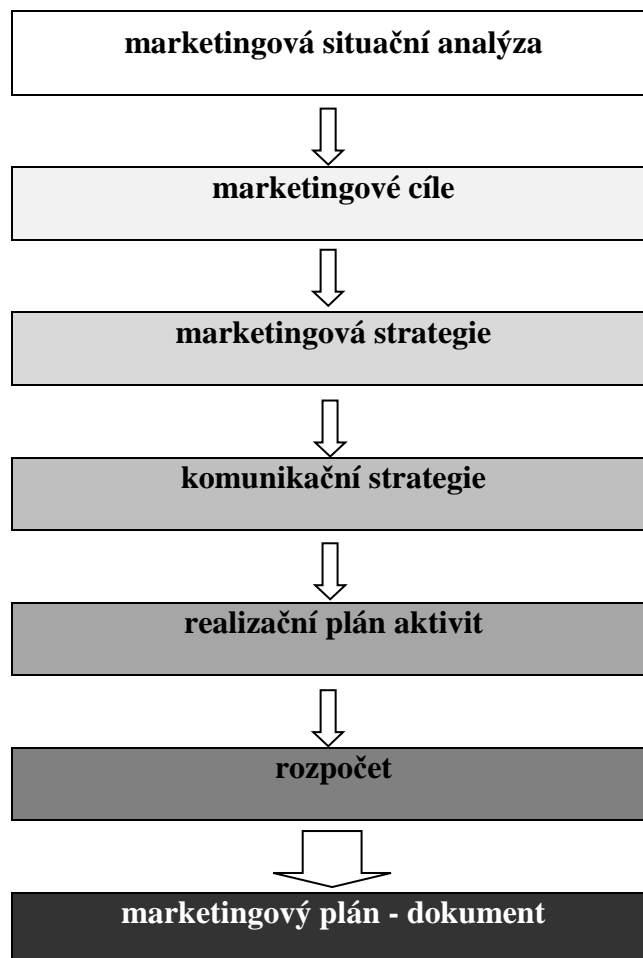 marketingová situační analýza
marketingové cíle
marketingová strategie
komunikační strategie
realizační plán aktivit
rozpočet
marketingový plán - dokument